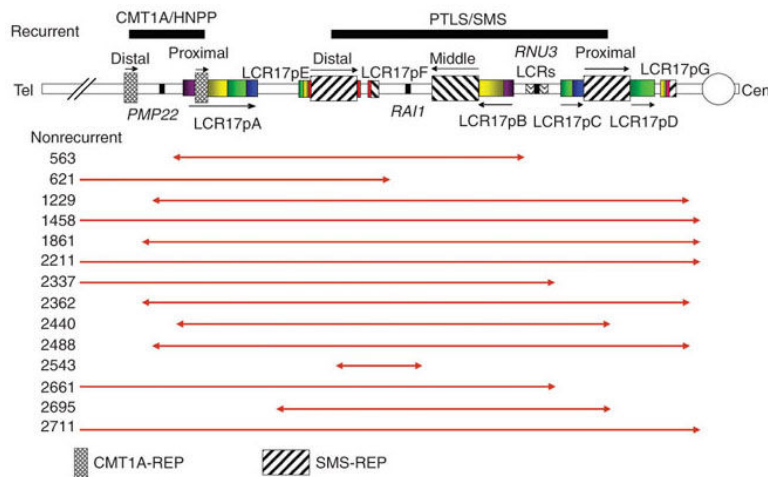 CMT1A/HNPP
PTLS/SMS
Recurrent
Distal
Proximal
Distal
Middle
RNU3
Proximal
LCR17pE
LCR17pF
LCRs
LCR17pG
Tel
Cen
PMP22
LCR17pA
RAI1
LCR17pB
LCR17pC
LCR17pD
Nonrecurrent
563
621
1229
1458
1861
2211
2337
2362
2440
2488
2543
2661
2695
2711
CMT1A-REP
SMS-REP